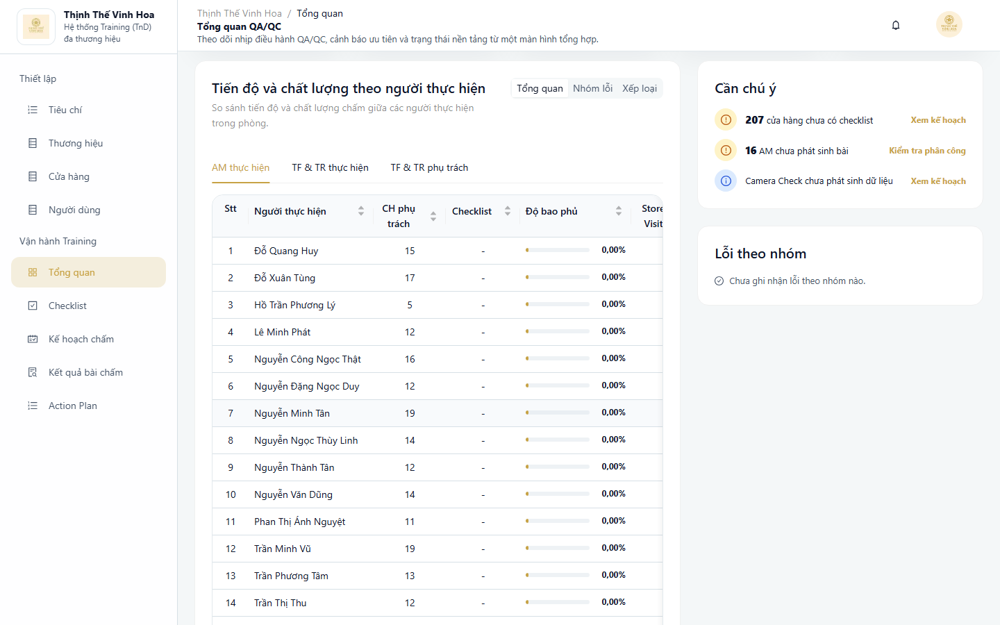 Thịnh Thế Vinh Hoa
Hệ thống Training (TnD)
đa thương hiệu
Thiết lập
Tiêu chí
Thương hiệu
Cửa hàng
Người dùng
Vận hành Training
Tổng quan
Checklist
Kế hoạch chấm
Kết quả bài chấm
Action Plan
Thịnh Thế Vinh Hoa / Tổng quan
Tổng quan QA/QC
Theo dõi nhịp điều hành QA/QC, cảnh báo ưu tiên và trạng thái nền tảng từ một màn hình tổng hợp.
Tiến độ và chất lượng theo người thực hiện
So sánh tiến độ và chất lượng chấm giữa các người thực hiện
trong phòng.
Tổng quan Nhóm lỗi Xếp loại
AM thực hiện TF & TR thực hiện TF & TR phụ trách
Stt Người thực hiện CH phụ trách Checklist Độ bao phủ Store Visit
1 Đỗ Quang Huy 15 - 0,00%
2 Đỗ Xuân Tùng 17 - 0,00%
3 Hồ Trần Phương Lý 5 - 0,00%
4 Lê Minh Phát 12 - 0,00%
5 Nguyễn Công Ngọc Thật 16 - 0,00%
6 Nguyễn Đặng Ngọc Duy 12 - 0,00%
7 Nguyễn Minh Tân 19 - 0,00%
8 Nguyễn Ngọc Thùy Linh 14 - 0,00%
9 Nguyễn Thành Tân 12 - 0,00%
10 Nguyễn Văn Dũng 14 - 0,00%
11 Phan Thị Ánh Nguyệt 11 - 0,00%
12 Trần Minh Vũ 19 - 0,00%
13 Trần Phương Tâm 13 - 0,00%
14 Trần Thị Thu 12 - 0,00%
Cần chú ý
207 cửa hàng chưa có checklist Xem kế hoạch
16 AM chưa phát sinh bài Kiểm tra phân công
Camera Check chưa phát sinh dữ liệu Xem kế hoạch
Lỗi theo nhóm
Chưa ghi nhận lỗi theo nhóm nào.